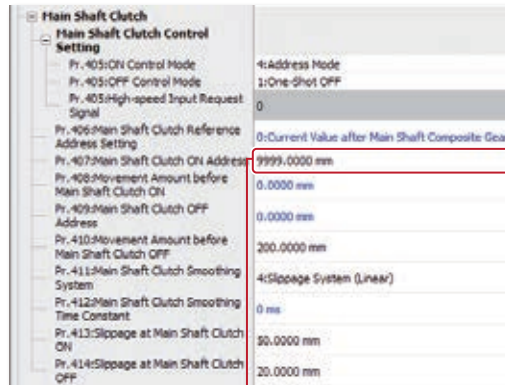 Main Shaft Clutch
Main Shaft Clutch Control
Setting
Pr.405:ON Control Mode 4:Address Mode
Pr.405:OFF Control Mode 1:One-Shot OFF
Pr.405:High-speed Input Request
Signal 0
Pr.406:Main Shaft Clutch Reference
Address Setting 0:Current Value after Main Shaft Composite Gea
Pr.407:Main Shaft Clutch ON Address 9999.0000 mm
Pr.408:Movement Amount before
Main Shaft Clutch ON 0.0000 mm
Pr.409:Main Shaft Clutch OFF
Address 0.0000 mm
Pr.410:Movement Amount before
Main Shaft Clutch OFF 200.0000 mm
Pr.411:Main Shaft Clutch Smoothing
System 4:Slippage System (Linear)
Pr.412:Main Shaft Clutch Smoothing
Time Constant 0 ms
Pr.413:Slippage at Main Shaft Clutch
ON 50.0000 mm
Pr.414:Slippage at Main Shaft Clutch
OFF 20.0000 mm